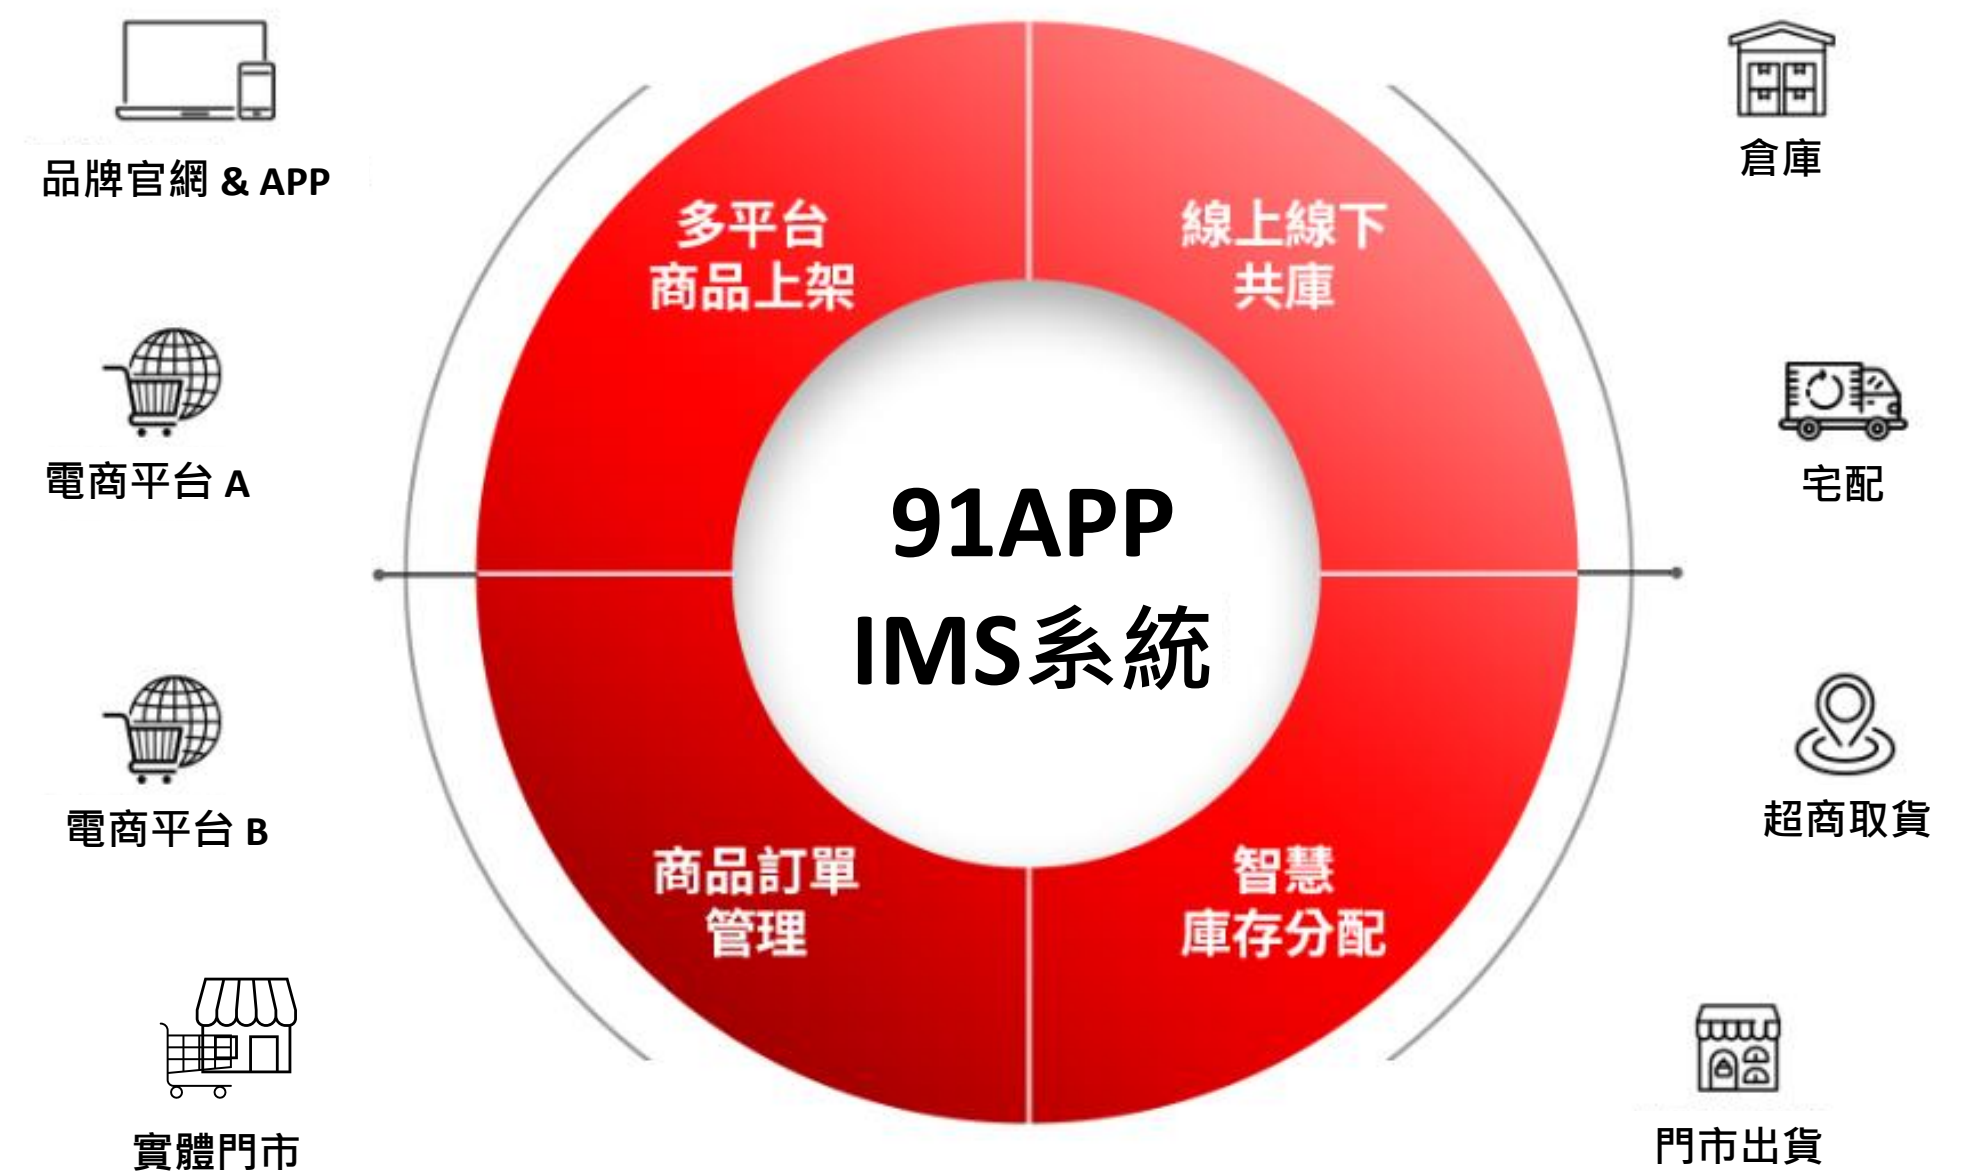 品牌官網 & APP
電商平台 A
電商平台 B
實體門市
多平台
商品上架
線上線下
共庫
91APP
IMS系統
商品訂單
管理
智慧
庫存分配
倉庫
宅配
超商取貨
門市出貨